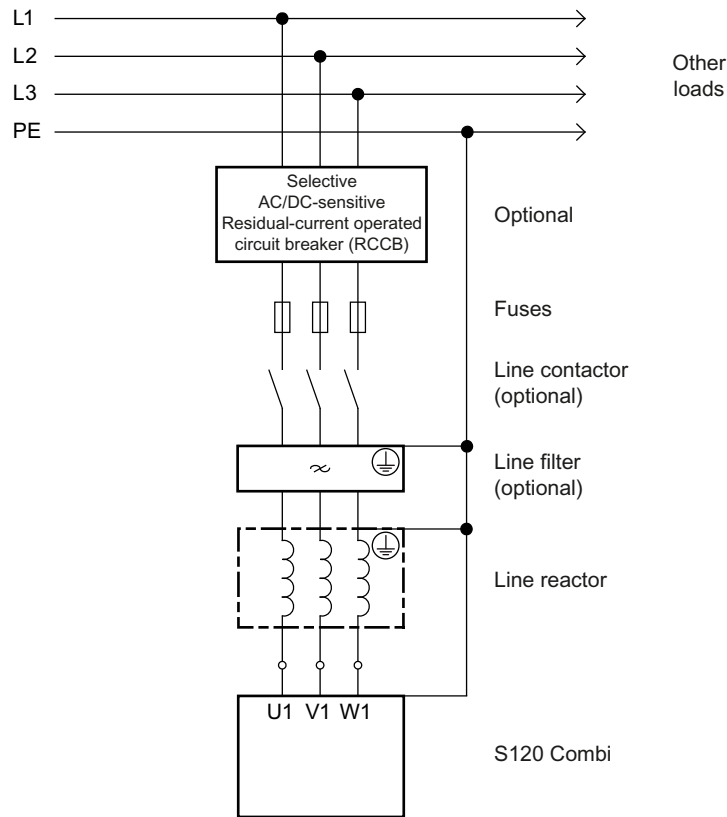 L1
L2
L3
PE
Other
loads
Selective
AC/DC-sensitive
Residual-current operated
circuit breaker (RCCB)
Optional
Fuses
Line contactor
(optional)
Line filter
(optional)
Line reactor
U1 V1 W1
S120 Combi